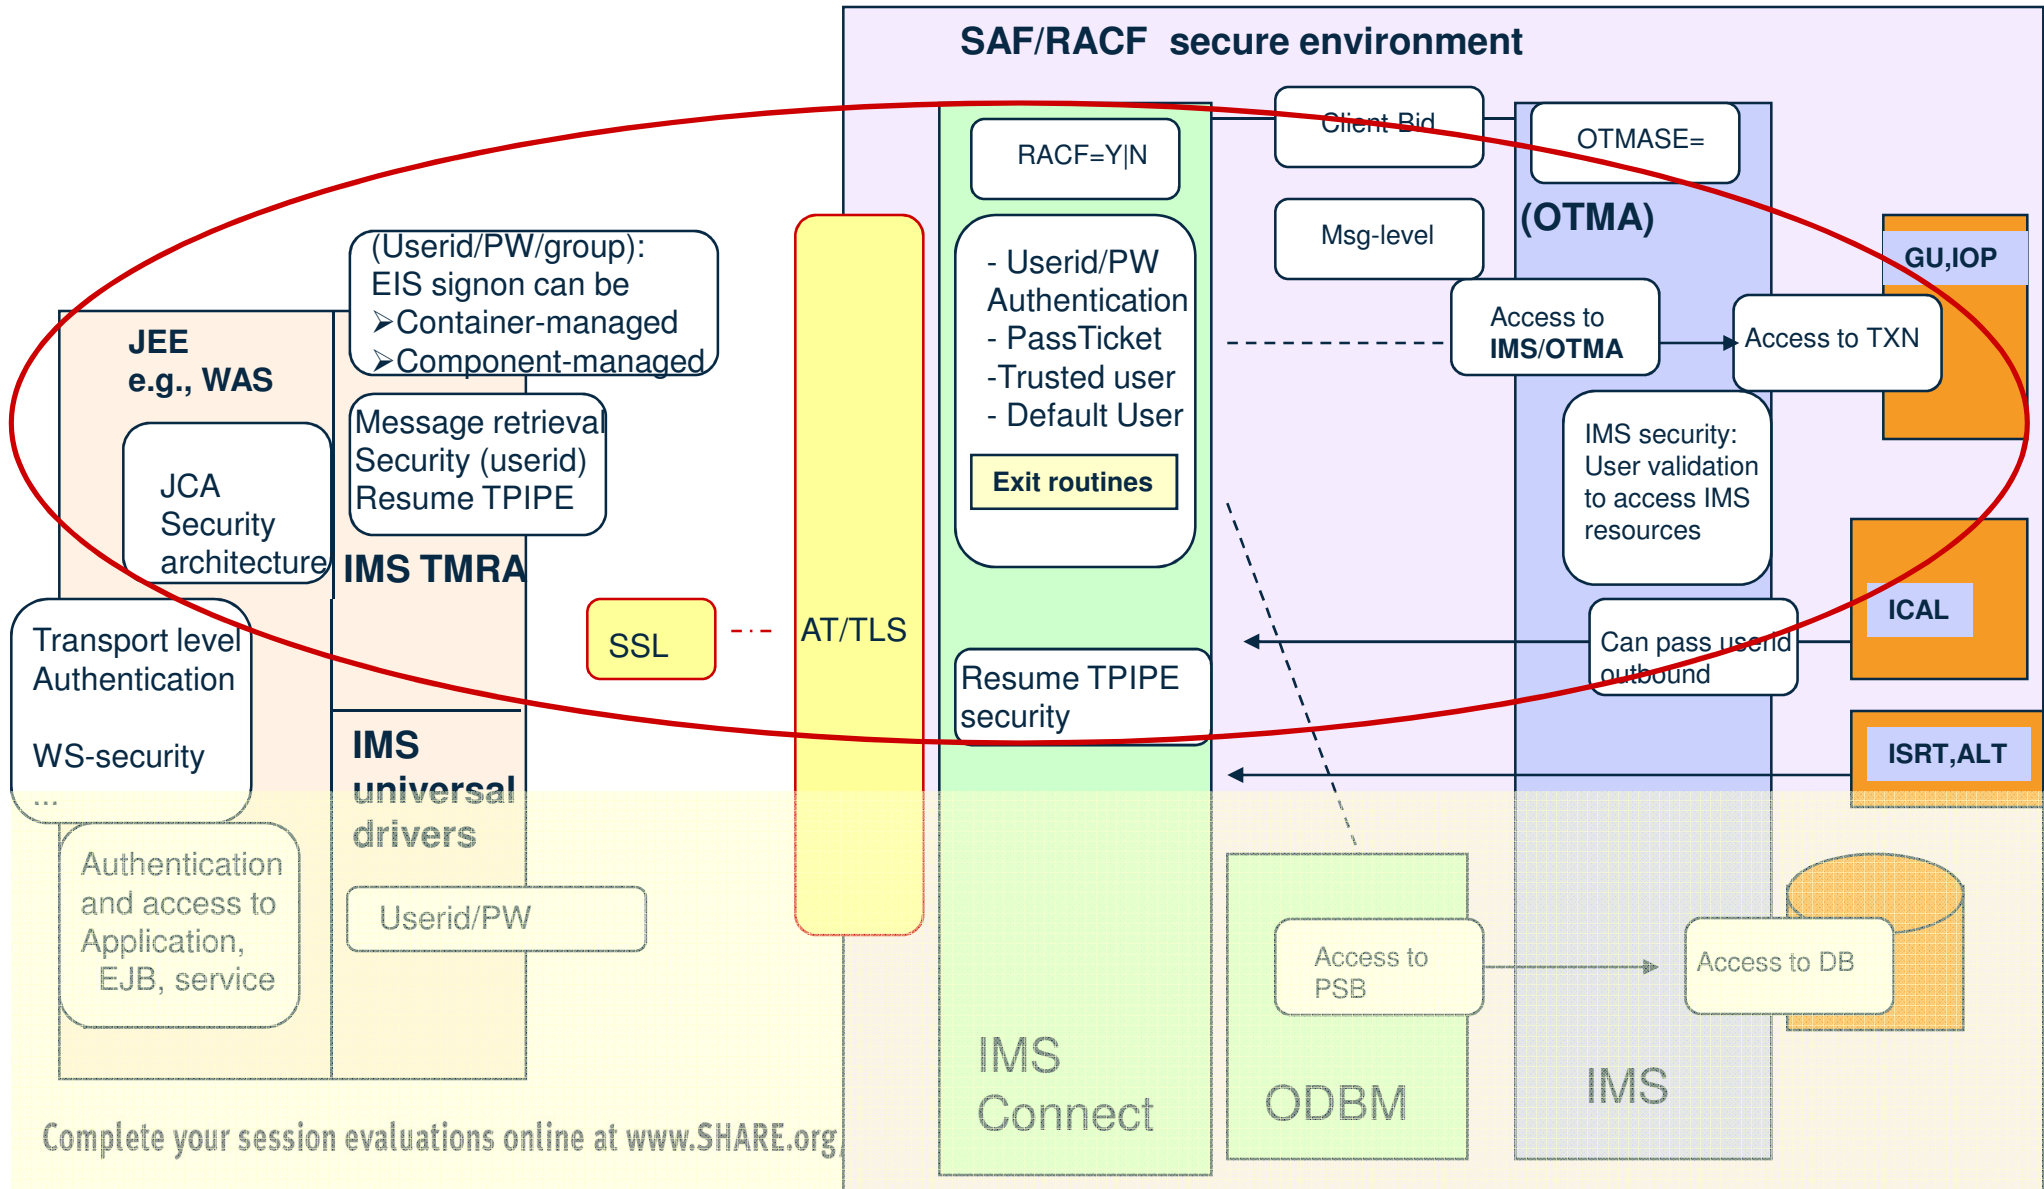 SAF/RACF  secure environment
Client-Bid
OTMASE=
RACF=Y|N
(OTMA)
Msg-level
(Userid/PW/group):
EIS signon can be
➢Container-managed
➢Component-managed
- Userid/PW
Authentication
- PassTicket
-Trusted user
- Default User
Exit routines
GU,IOP
Access to
IMS/OTMA
Access to TXN
JEE
e.g., WAS
Message retrieval
Security (userid)
Resume TPIPE
JCA
Security
architecture
IMS TMRA
IMS security:
User validation
to access IMS
resources
ICAL
Transport level
Authentication
WS-security
...
SSL
AT/TLS
Can pass userid
outbound
Resume TPIPE
security
IMS
universal
drivers
ISRT,ALT
Authentication
and access to
Application,
EJB, service
Userid/PW
Access to
PSB
Access to DB
IMS
Connect
ODBM
IMS
Complete your session evaluations online at www.SHARE.org/